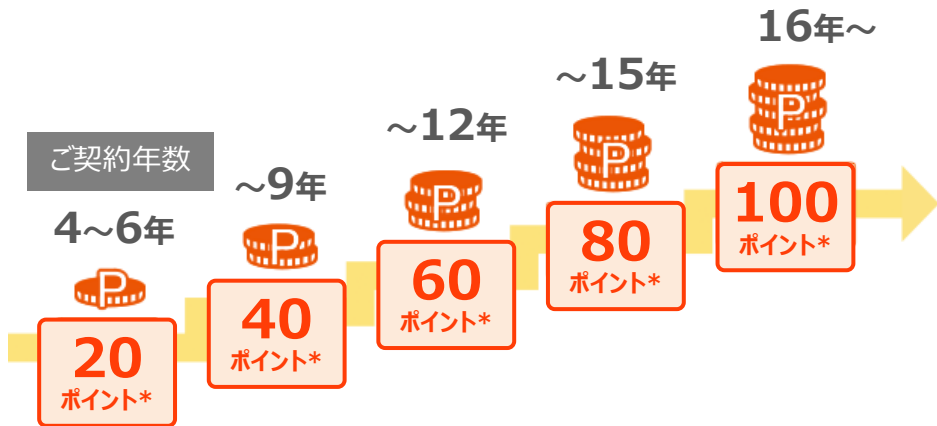 ご契約年数
4～6年
P
20
ポイント*
～9年
P
40
ポイント*
～12年
P
60
ポイント*
～15年
P
80
ポイント*
16年～
P
100
ポイント*